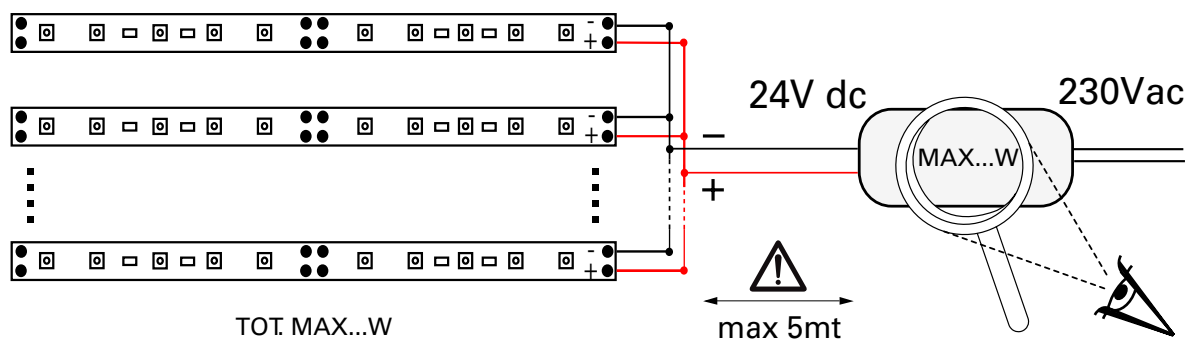 - +
24V dc
230Vac
- +
MAX...W
- +
- +
max 5mt
TOT. MAX...W